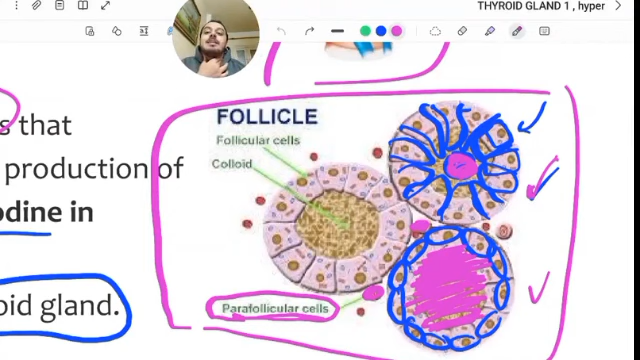 THYROID GLAND 1 , hyper
s that
production of
odine in
oid gland.
FOLLICLE
Follicular cells
Colloid
Parafollicular cells